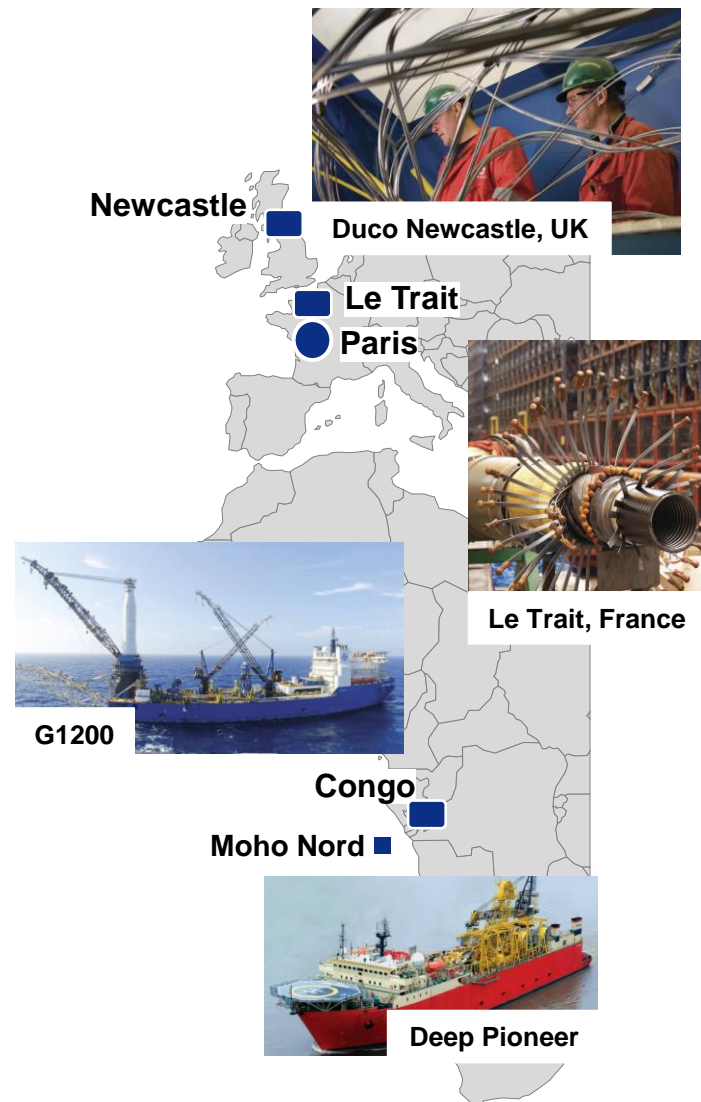 Newcastle
Duco Newcastle, UK
Le Trait
Paris
Le Trait, France
G1200
Congo
Moho Nord
Deep Pioneer